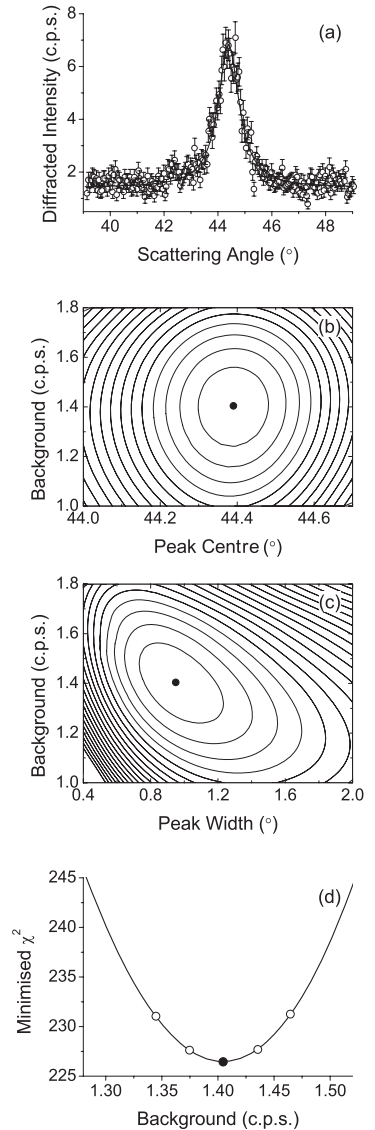 (a)
Diffracted Intensity (c.p.s.)
8
6
4
2
40 42 44 46 48
Scattering Angle (°)
(b)
Background (c.p.s.)
1.8
1.6
1.4
1.2
1.0
44.0 44.2 44.4 44.6
Peak Centre (°)
(c)
Background (c.p.s.)
1.8
1.6
1.4
1.2
1.0
0.4 0.8 1.2 1.6 2.0
Peak Width (°)
(d)
Minimised χ²
245
240
235
230
225
1.30 1.35 1.40 1.45 1.50
Background (c.p.s.)